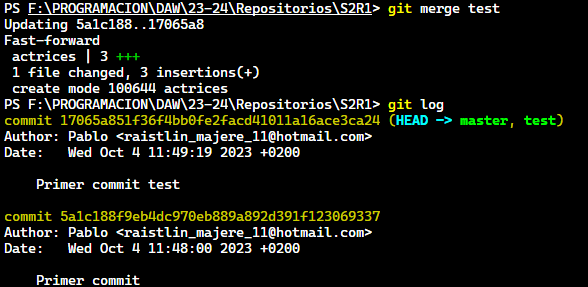 PS F:\PROGRAMACION\DAW\23-24\Repositorios\S2R1> git merge test
Updating 5a1c188..17065a8
Fast-forward
actrices | 3 +++
1 file changed, 3 insertions(+)
create mode 100644 actrices
PS F:\PROGRAMACION\DAW\23-24\Repositorios\S2R1> git log
commit 17065a851f36f4bb0fe2facd41011a16ace3ca24 (HEAD -> master, test)
Author: Pablo <raistlin_majere_11@hotmail.com>
Date:   Wed Oct 4 11:49:19 2023 +0200
Primer commit test
commit 5a1c188f9eb4dc970eb889a892d391f123069337
Author: Pablo <raistlin_majere_11@hotmail.com>
Date:   Wed Oct 4 11:48:00 2023 +0200
Primer commit